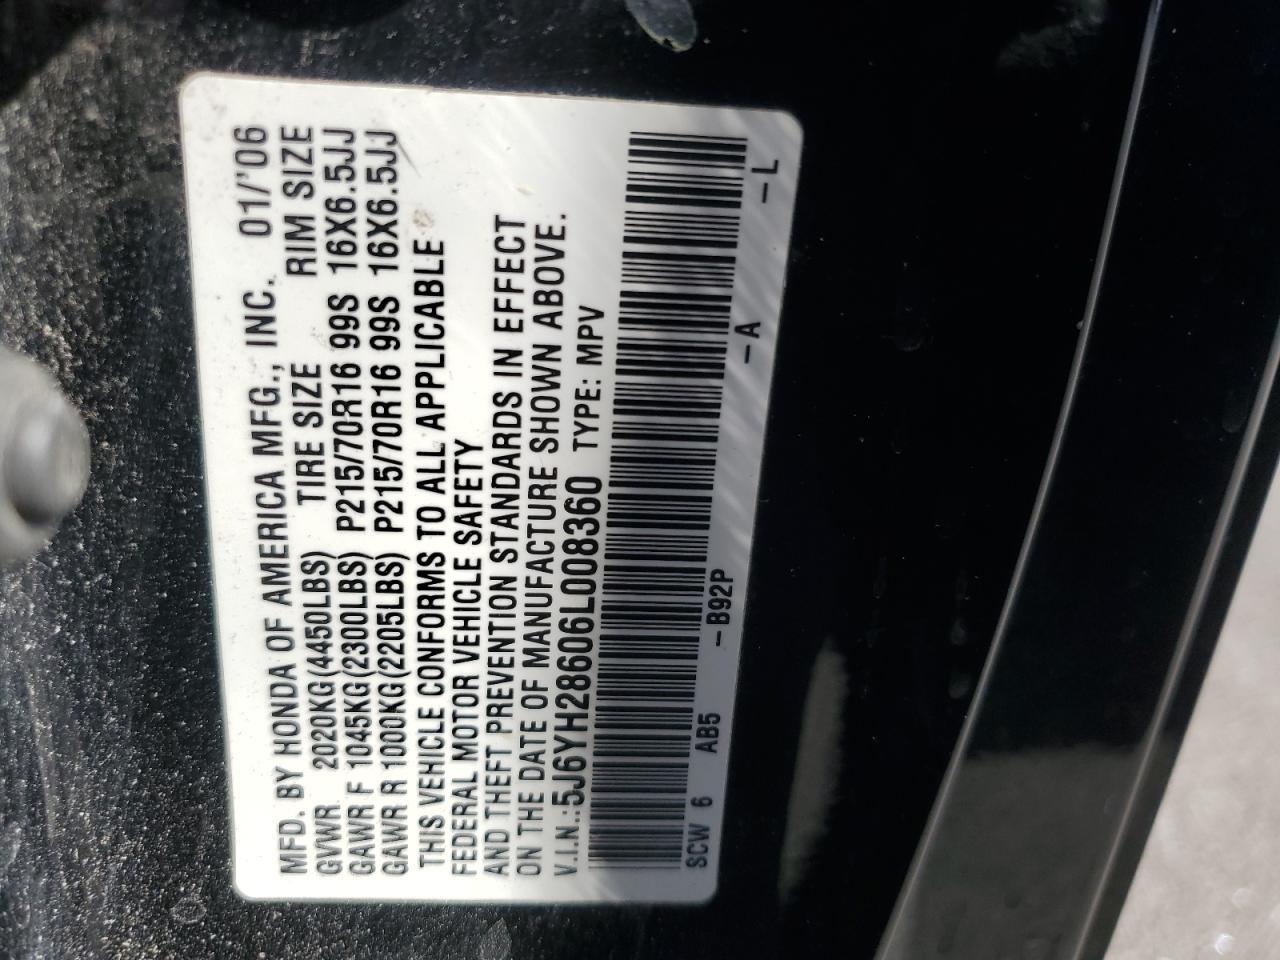 MFD. BY HONDA OF AMERICA MFG., INC. 01/'06
GVWR 2020KG(4450LBS) TIRE SIZE RIM SIZE
GAWR F 1045KG(2300LBS) P215/70R16 99S 16X6.5JJ
GAWR R 1000KG(2205LBS) P215/70R16 99S 16X6.5JJ
THIS VEHICLE CONFORMS TO ALL APPLICABLE
FEDERAL MOTOR VEHICLE SAFETY
AND THEFT PREVENTION STANDARDS IN EFFECT
ON THE DATE OF MANUFACTURE SHOWN ABOVE.
V.I.N.:5J6YH28606L008360 TYPE: MPV
SCW 6 AB5 -B92P -A -L